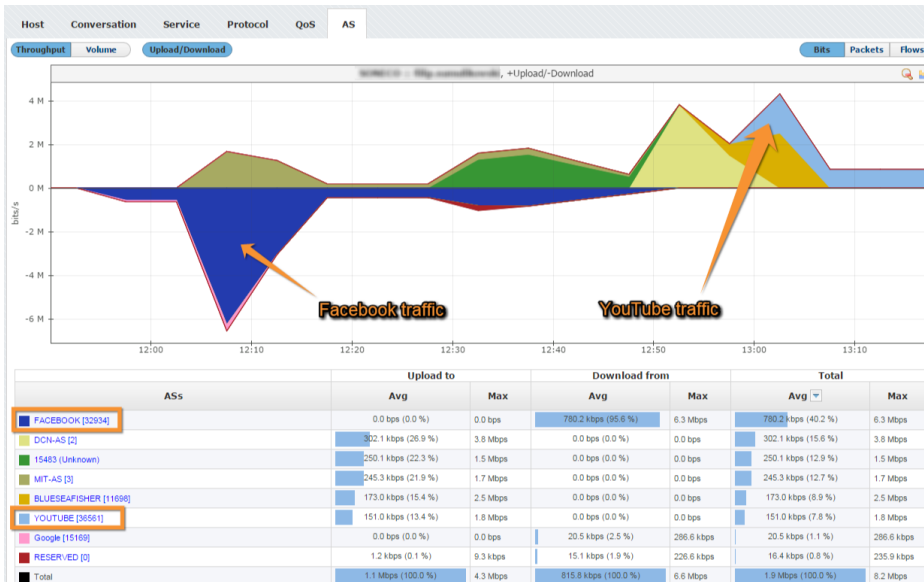 Host Conversation Service Protocol QoS AS
Throughput Volume Upload/Download Bits Packets Flows
, +Upload/-Download
4 M
2 M
0 M
-2 M
-4 M
-6 M
bits/s
Facebook traffic
YouTube traffic
12:00 12:10 12:20 12:30 12:40 12:50 13:00 13:10
Upload to Download from Total
ASs Avg Max Avg Max Avg Max
FACEBOOK [32934] 0.0 bps (0.0 %) 0.0 bps 780.2 kbps (95.6 %) 6.3 Mbps 780.2 kbps (40.2 %) 6.3 Mbps
DCN-AS [2] 302.1 kbps (26.9 %) 3.8 Mbps 0.0 bps (0.0 %) 0.0 bps 302.1 kbps (15.6 %) 3.8 Mbps
15483 (Unknown) 250.1 kbps (22.3 %) 1.5 Mbps 0.0 bps (0.0 %) 0.0 bps 250.1 kbps (12.9 %) 1.5 Mbps
MIT-AS [3] 245.3 kbps (21.9 %) 1.7 Mbps 0.0 bps (0.0 %) 0.0 bps 245.3 kbps (12.7 %) 1.7 Mbps
BLUESEAFISHER [11698] 173.0 kbps (15.4 %) 2.5 Mbps 0.0 bps (0.0 %) 0.0 bps 173.0 kbps (8.9 %) 2.5 Mbps
YOUTUBE [36561] 151.0 kbps (13.4 %) 1.8 Mbps 0.0 bps (0.0 %) 0.0 bps 151.0 kbps (7.8 %) 1.8 Mbps
Google [15169] 0.0 bps (0.0 %) 0.0 bps 20.5 kbps (2.5 %) 286.6 kbps 20.5 kbps (1.1 %) 286.6 kbps
RESERVED [0] 1.2 kbps (0.1 %) 9.3 kbps 15.1 kbps (1.9 %) 226.6 kbps 16.4 kbps (0.8 %) 235.9 kbps
Total 1.1 Mbps (100.0 %) 4.3 Mbps 815.8 kbps (100.0 %) 6.6 Mbps 1.9 Mbps (100.0 %) 8.2 Mbps